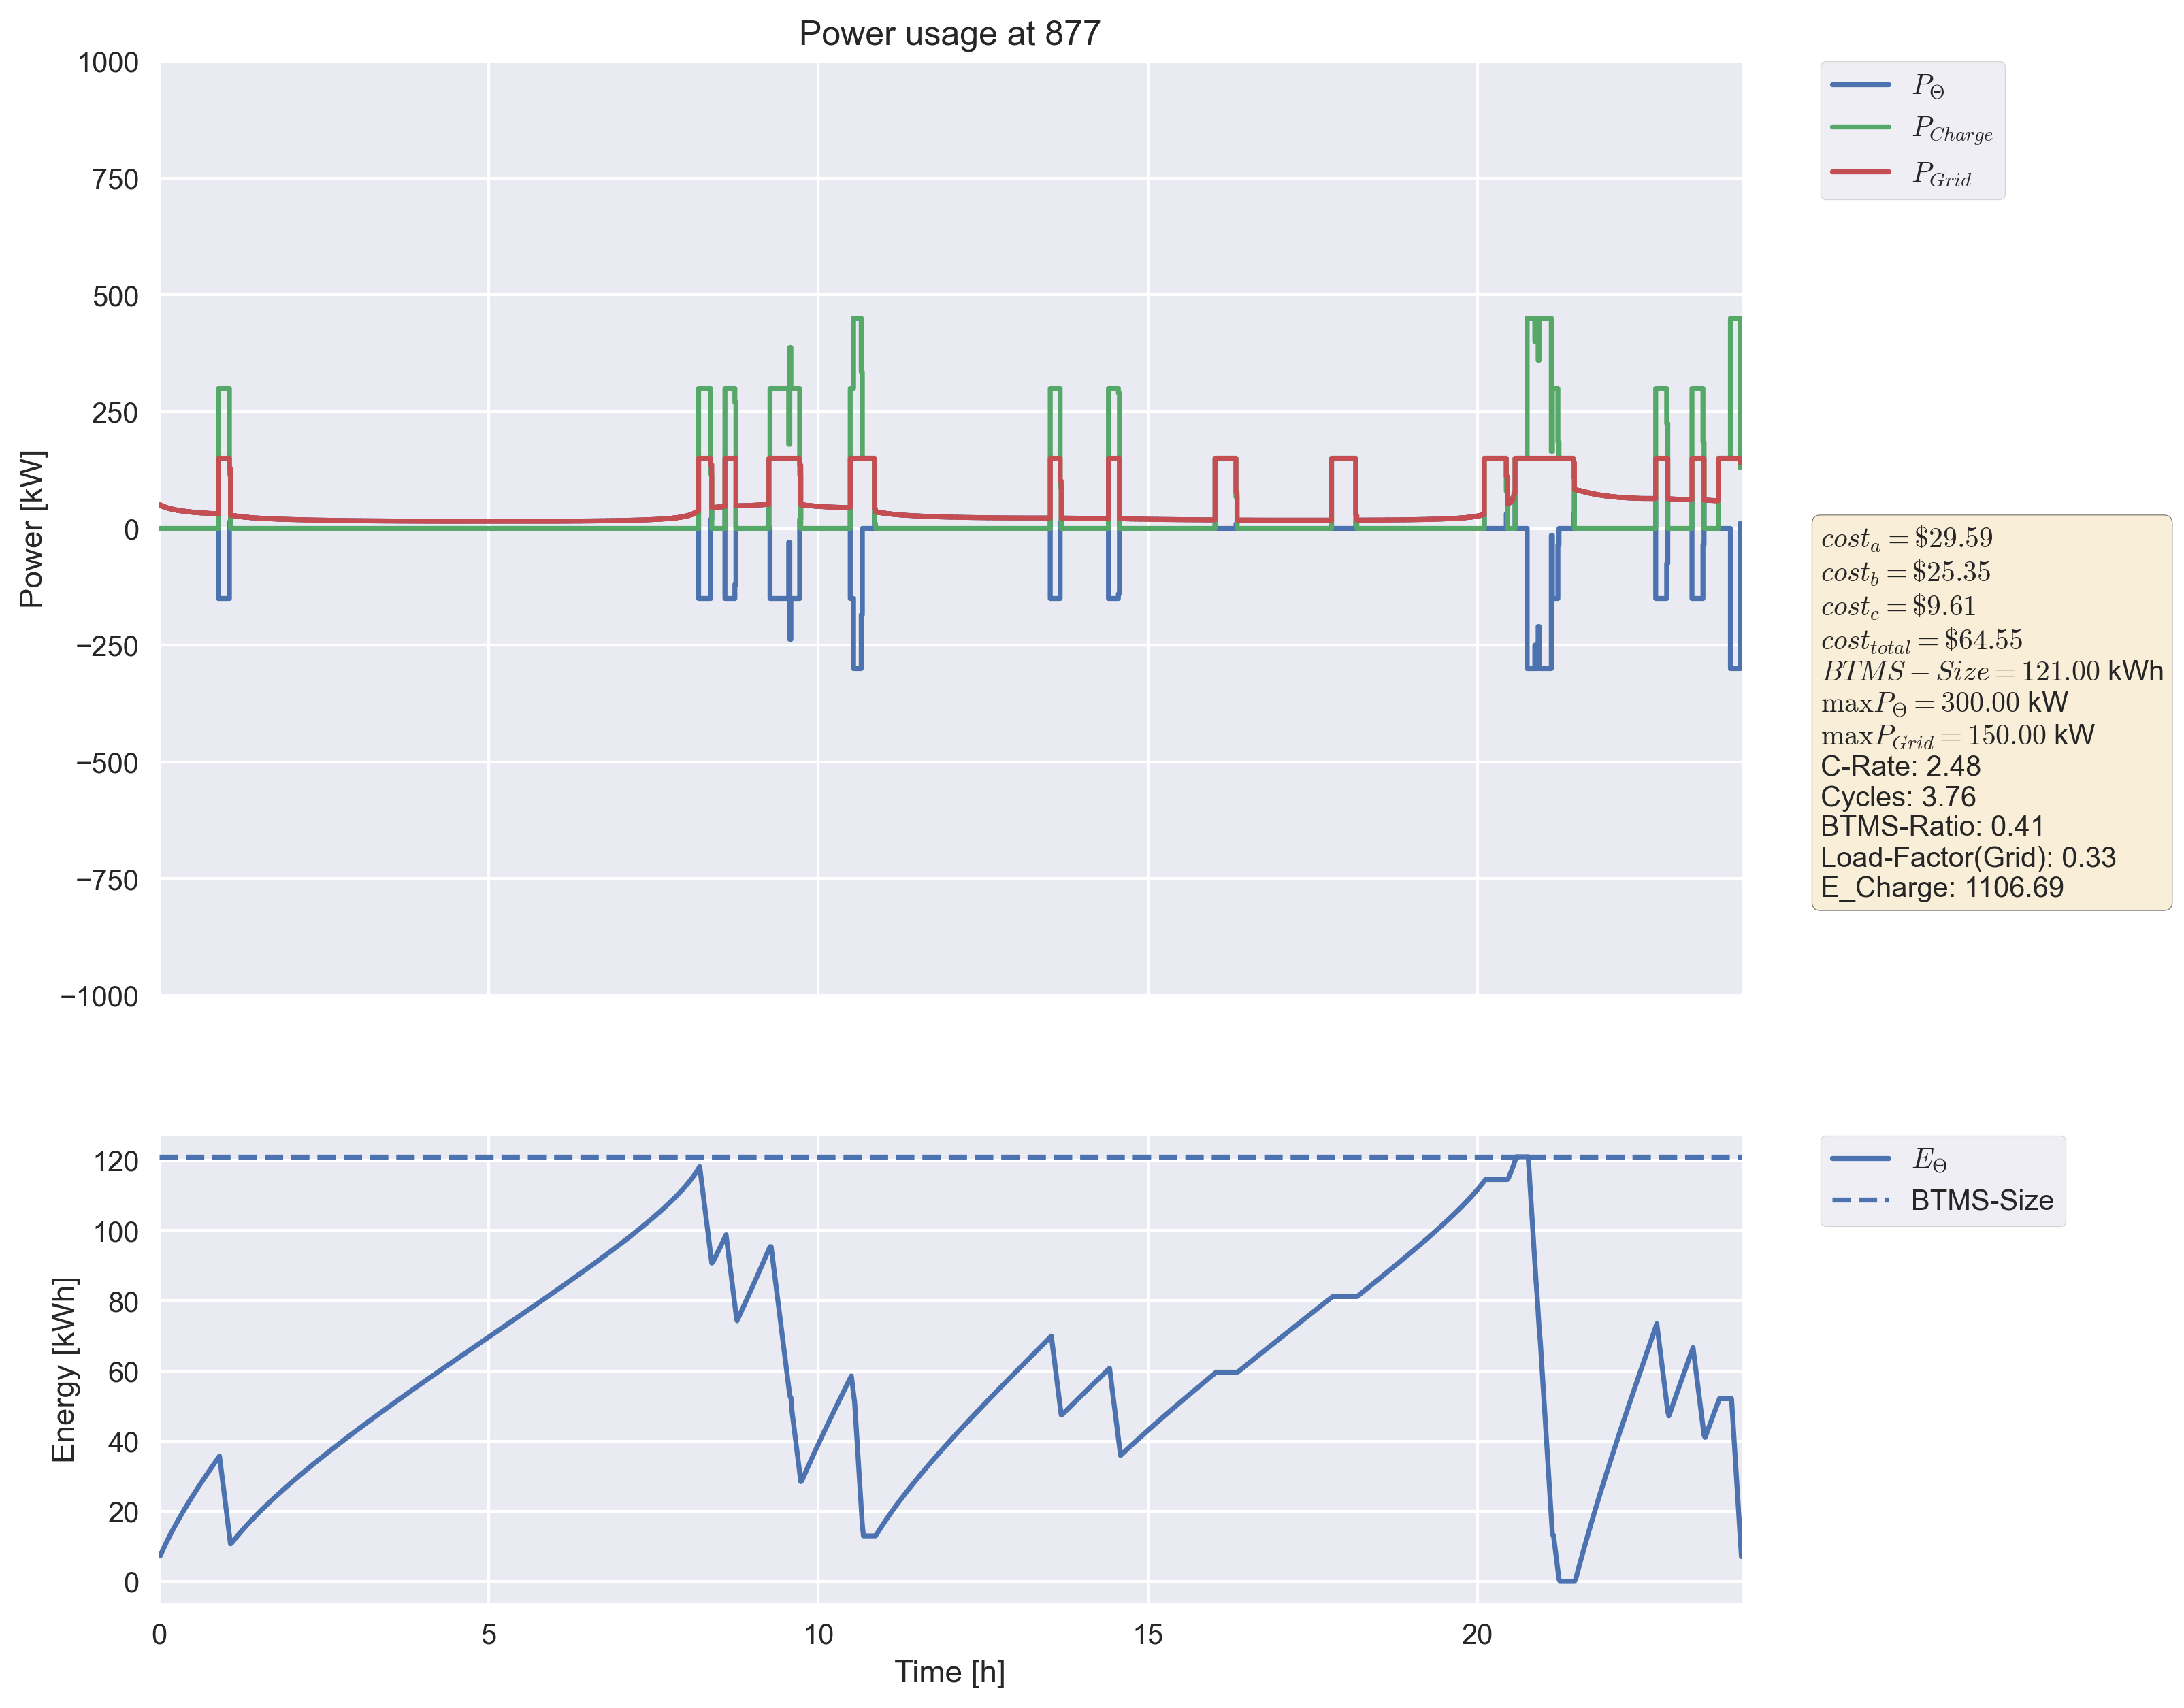 Power usage at 877
1000
750
500
250
0
−250
−500
−750
−1000
Power [kW]
P_Θ
P_Charge
P_Grid
cost_a = $29.59
cost_b = $25.35
cost_c = $9.61
cost_total = $64.55
BTMS − Size = 121.00 kWh
maxP_Θ = 300.00 kW
maxP_Grid = 150.00 kW
C-Rate: 2.48
Cycles: 3.76
BTMS-Ratio: 0.41
Load-Factor(Grid): 0.33
E_Charge: 1106.69
120
100
80
60
40
20
0
Energy [kWh]
E_Θ
BTMS-Size
0 5 10 15 20
Time [h]